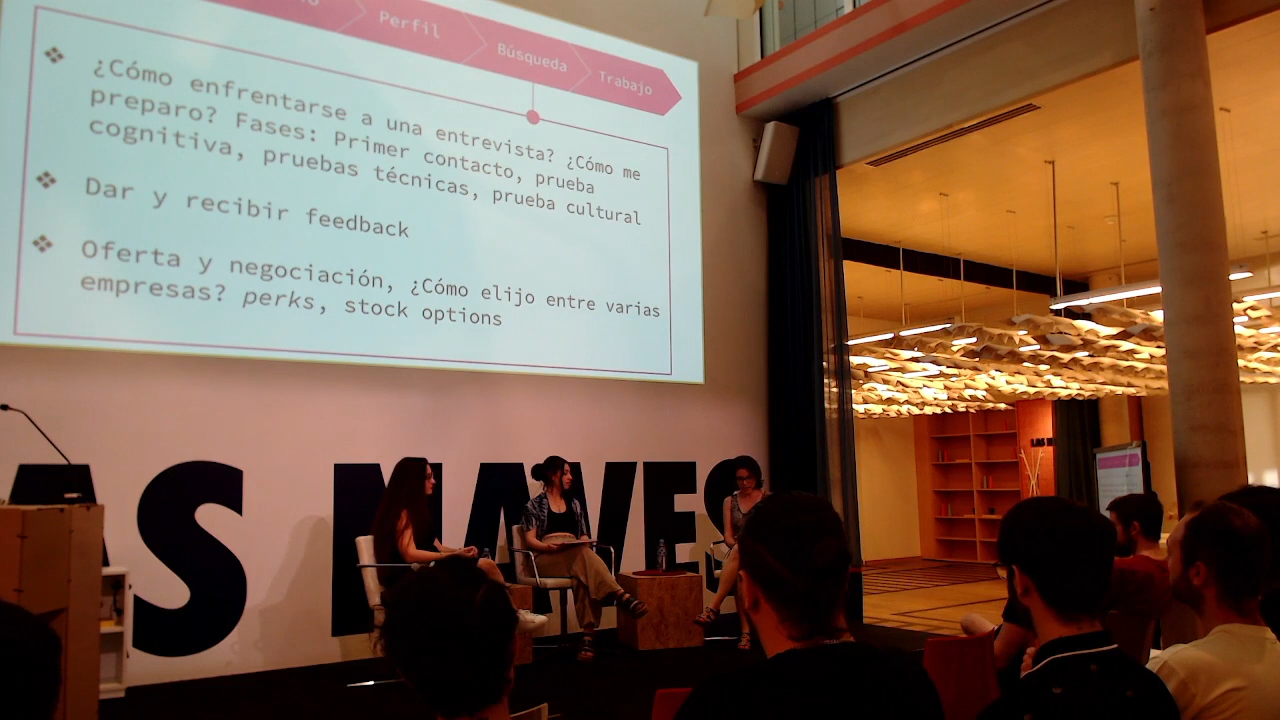 Perfil
Búsqueda
Trabajo
¿Cómo enfrentarse a una entrevista? ¿Cómo me
preparo? Fases: Primer contacto, prueba
cognitiva, pruebas técnicas, prueba cultural
Dar y recibir feedback
Oferta y negociación, ¿Cómo elijo entre varias
empresas? perks, stock options
AS NAVES